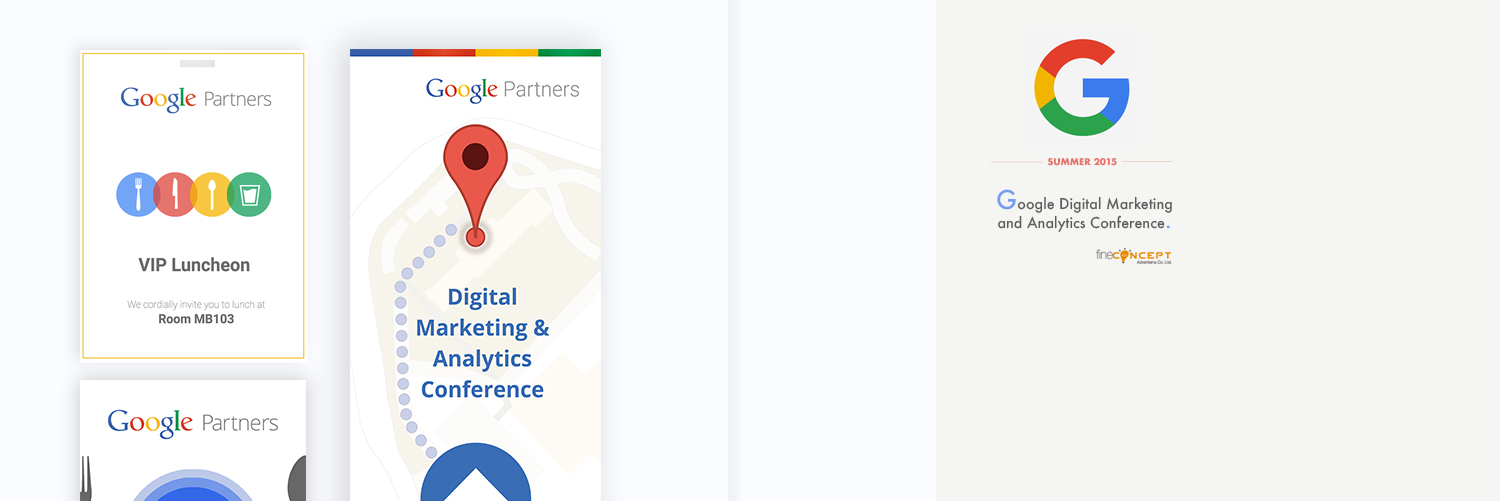 Google Partners
VIP Luncheon
We cordially invite you to lunch at
Room MB103
Google Partners
Google Partners
Digital
Marketing &
Analytics
Conference
SUMMER 2015
Google Digital Marketing
and Analytics Conference.
fineCONCEPT
Advertising Co. Ltd.